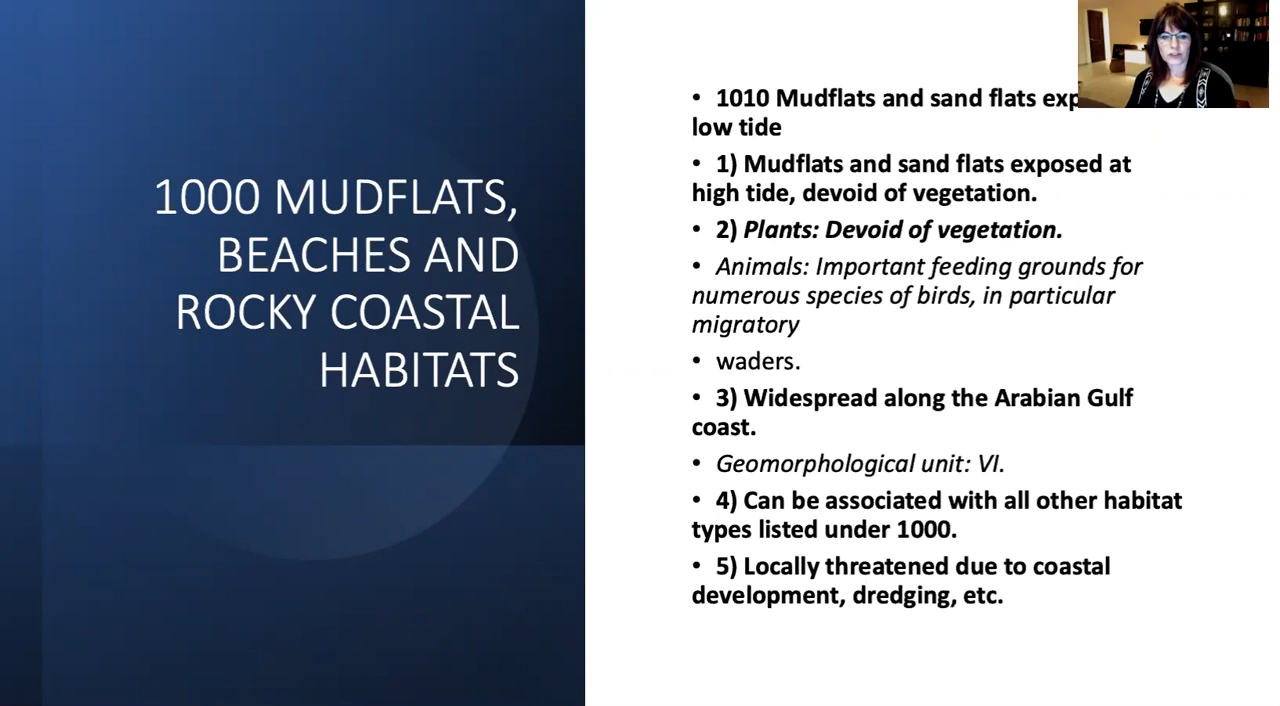 1000 MUDFLATS,
BEACHES AND
ROCKY COASTAL
HABITATS
• 1010 Mudflats and sand flats
low tide
• 1) Mudflats and sand flats exposed at
high tide, devoid of vegetation.
• 2) Plants: Devoid of vegetation.
• Animals: Important feeding grounds for
numerous species of birds, in particular
migratory
• waders.
• 3) Widespread along the Arabian Gulf
coast.
• Geomorphological unit: VI.
• 4) Can be associated with all other habitat
types listed under 1000.
• 5) Locally threatened due to coastal
development, dredging, etc.